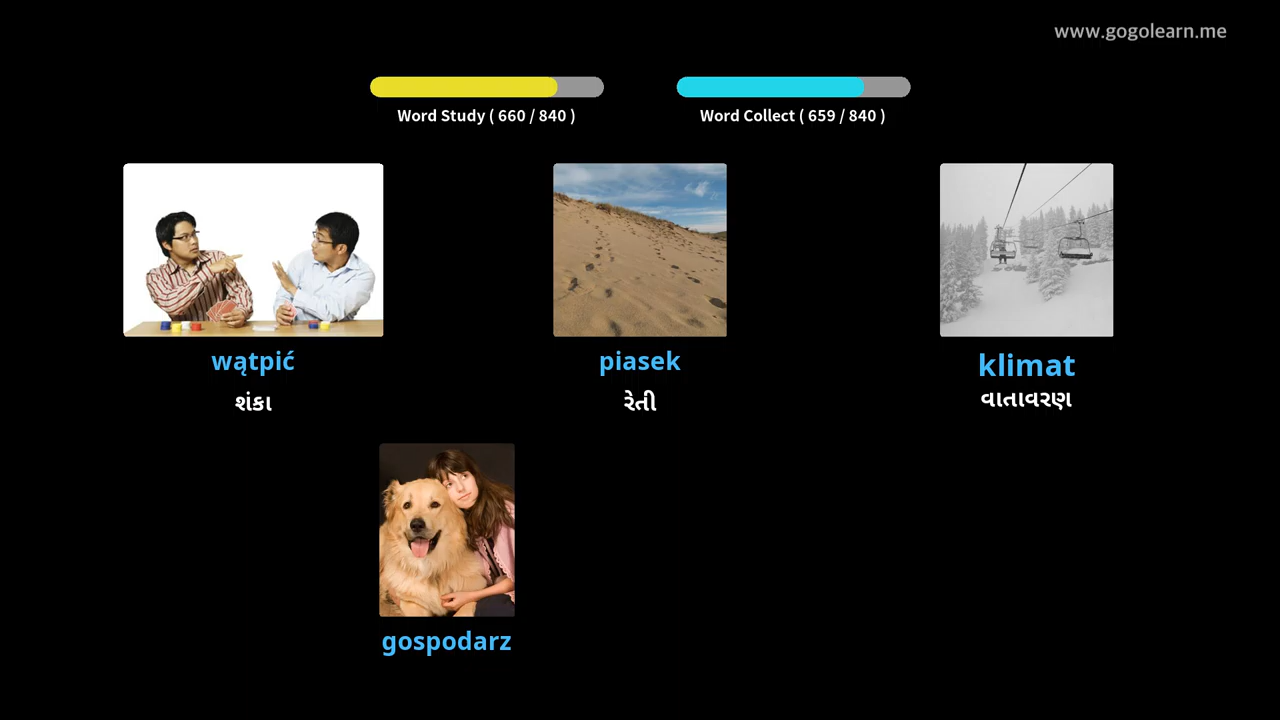 www.gogolearn.me
Word Study ( 660 / 840 )
Word Collect ( 659 / 840 )
wątpić
piasek
klimat
શંકા
રેતી
વાતાવરણ
gospodarz